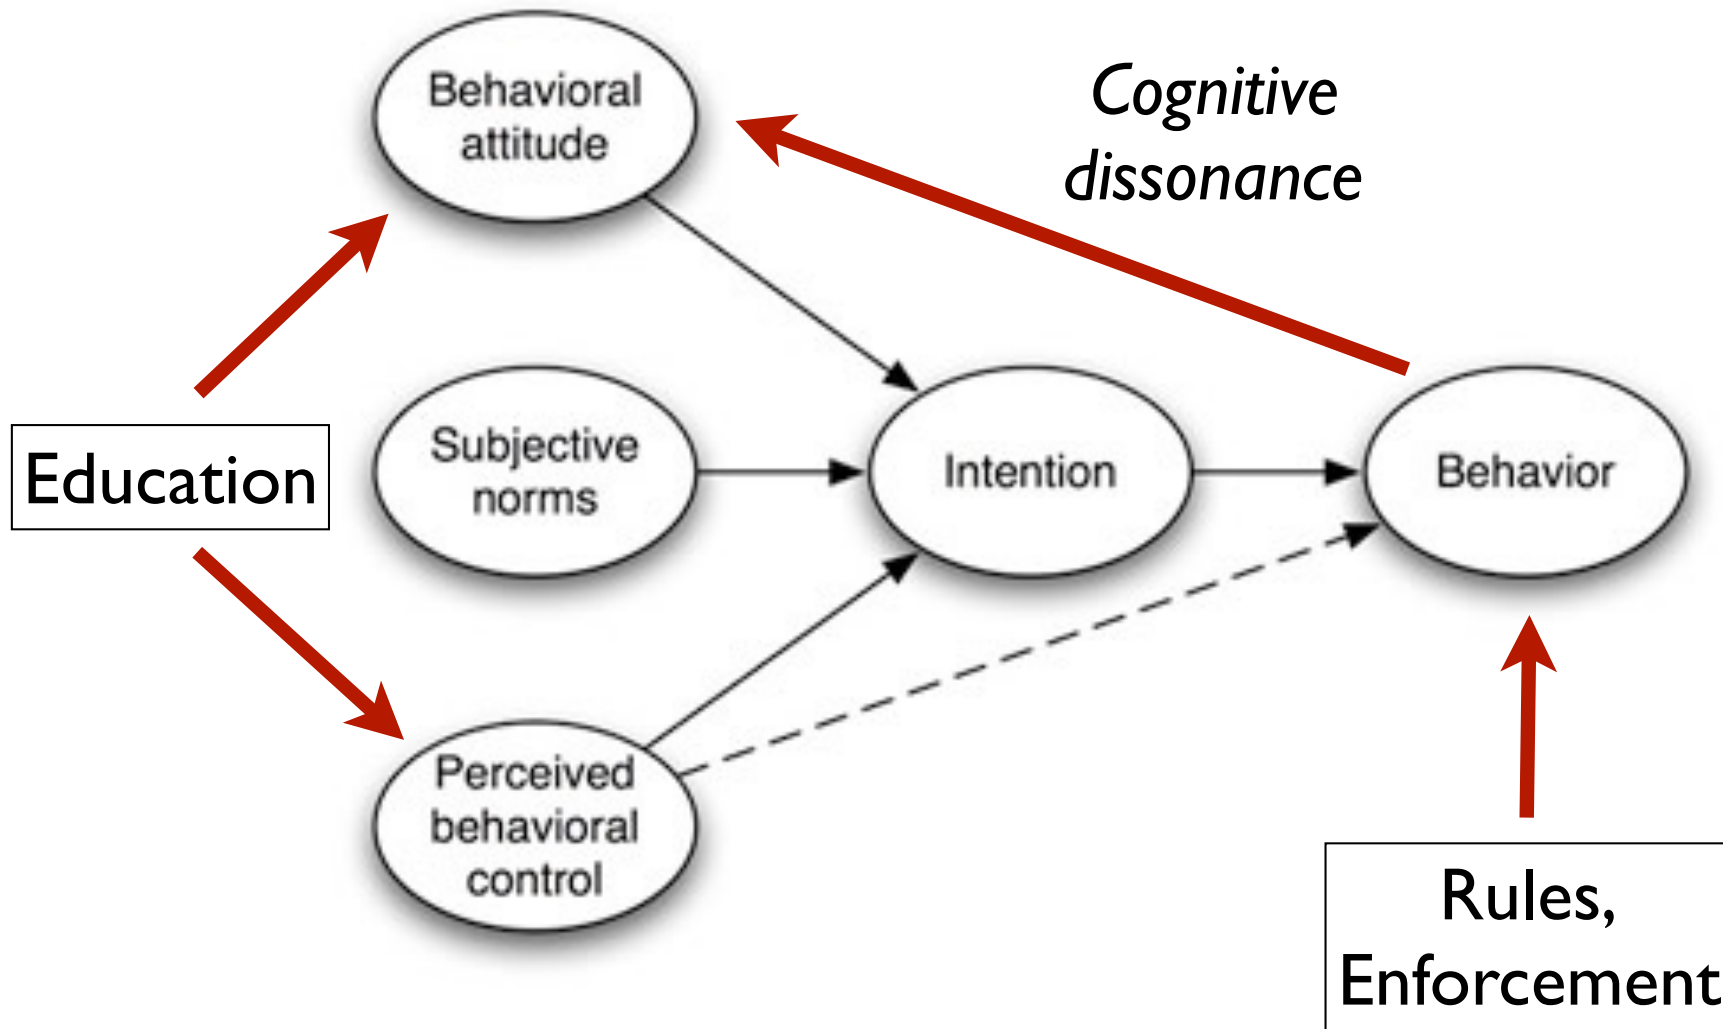 Behavioral
attitude
Cognitive
dissonance
Education
Subjective
norms
Intention
Behavior
Perceived
behavioral
control
Rules,
Enforcement